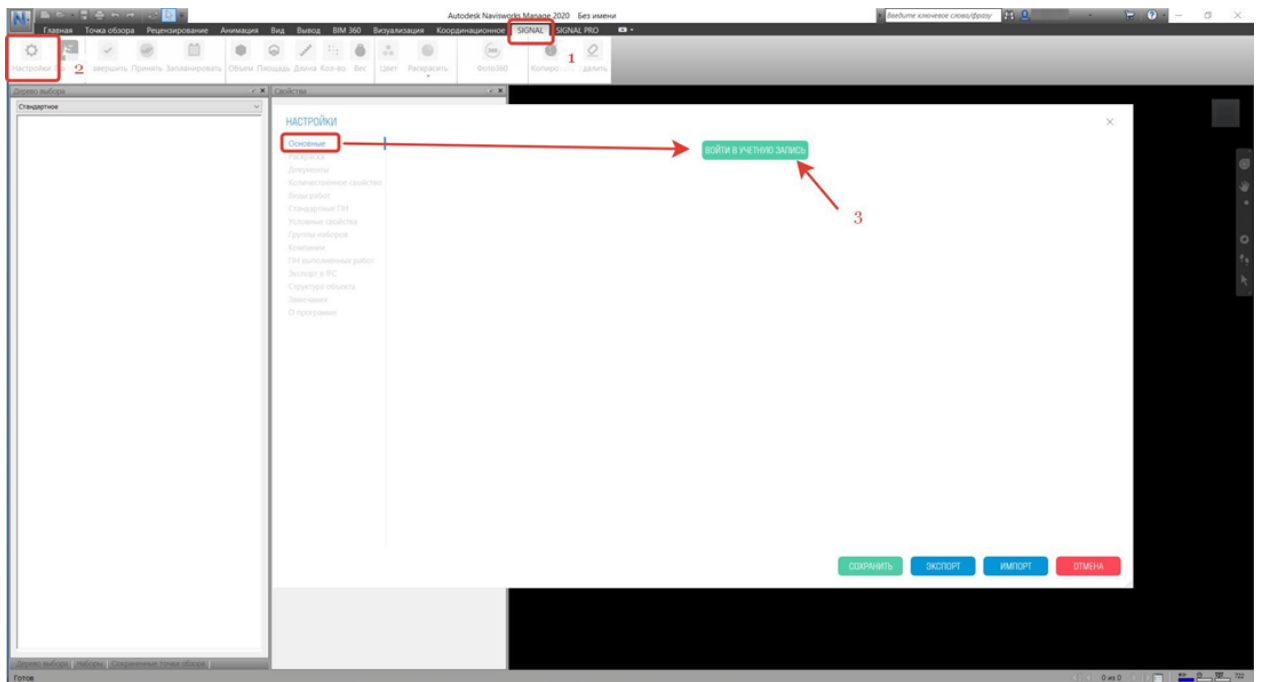 Autodesk Navisworks Manage 2020 Без имени
Введите ключевое слово/фразу
Главная Точка обзора Рецензирование Анимация Вид Вывод BIM 360 Визуализация Координационное SIGNAL SIGNAL PRO
1
2
Настройки Принять Запланировать Объем Площадь Длина Кол-во Вес Цвет Раскрасить Фото360
Дерево выбора
Свойства
Стандартное
НАСТРОЙКИ
Основные
Раскраска
Документы
Количественное свойство
Виды работ
Стандартные ПН
Условные свойства
Группы наборов
Компании
ПН выполненных работ
Экспорт в IFC
Структура объекта
Замечания
О программе
ВОЙТИ В УЧЕТНУЮ ЗАПИСЬ
3
СОХРАНИТЬ ЭКСПОРТ ИМПОРТ ОТМЕНА
Дерево выбора Наборы Сохраненные точки обзора
Готов
0 из 0
722